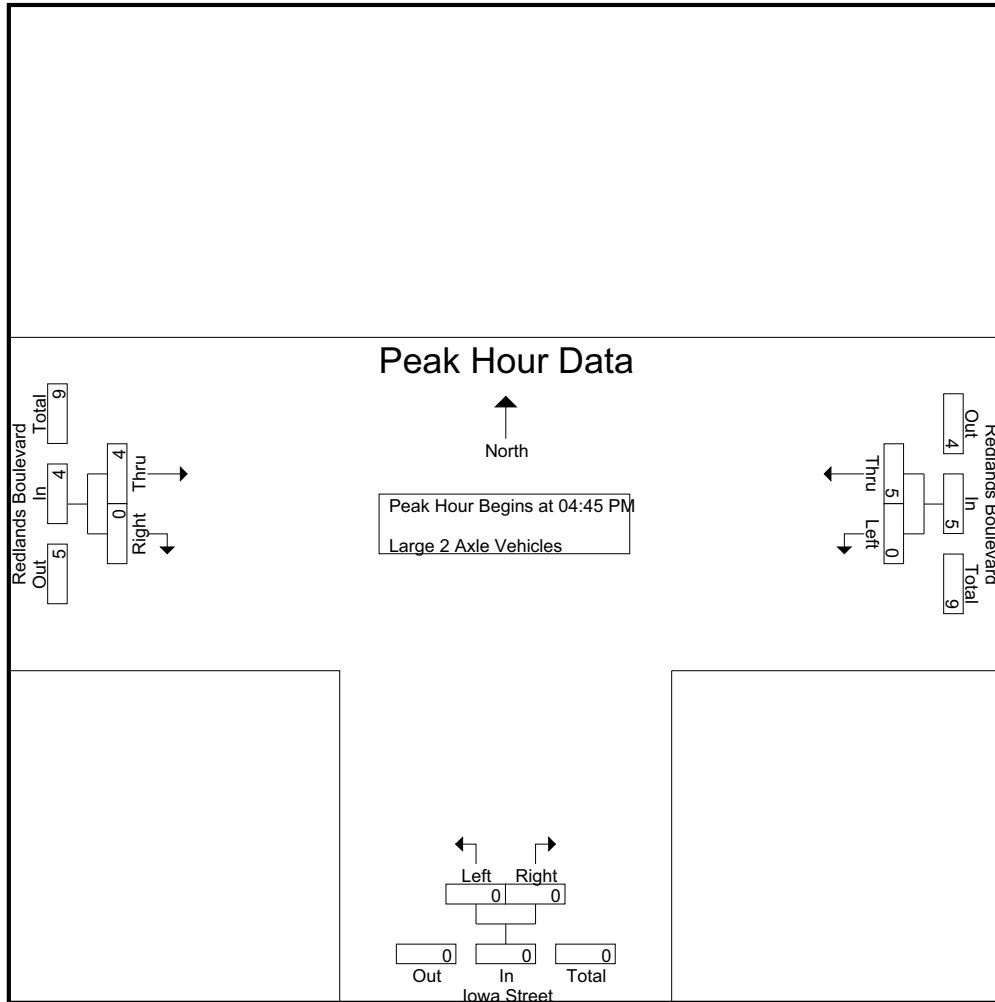 Peak Hour Data
North
Peak Hour Begins at 04:45 PM
Large 2 Axle Vehicles
Redlands Boulevard
Total
9
In
4
Out
5
Thru
4
Right
0
Redlands Boulevard
Out
4
In
5
Total
9
Thru
5
Left
0
Left Right
0 0
0 0 0
Out In Total
Iowa Street